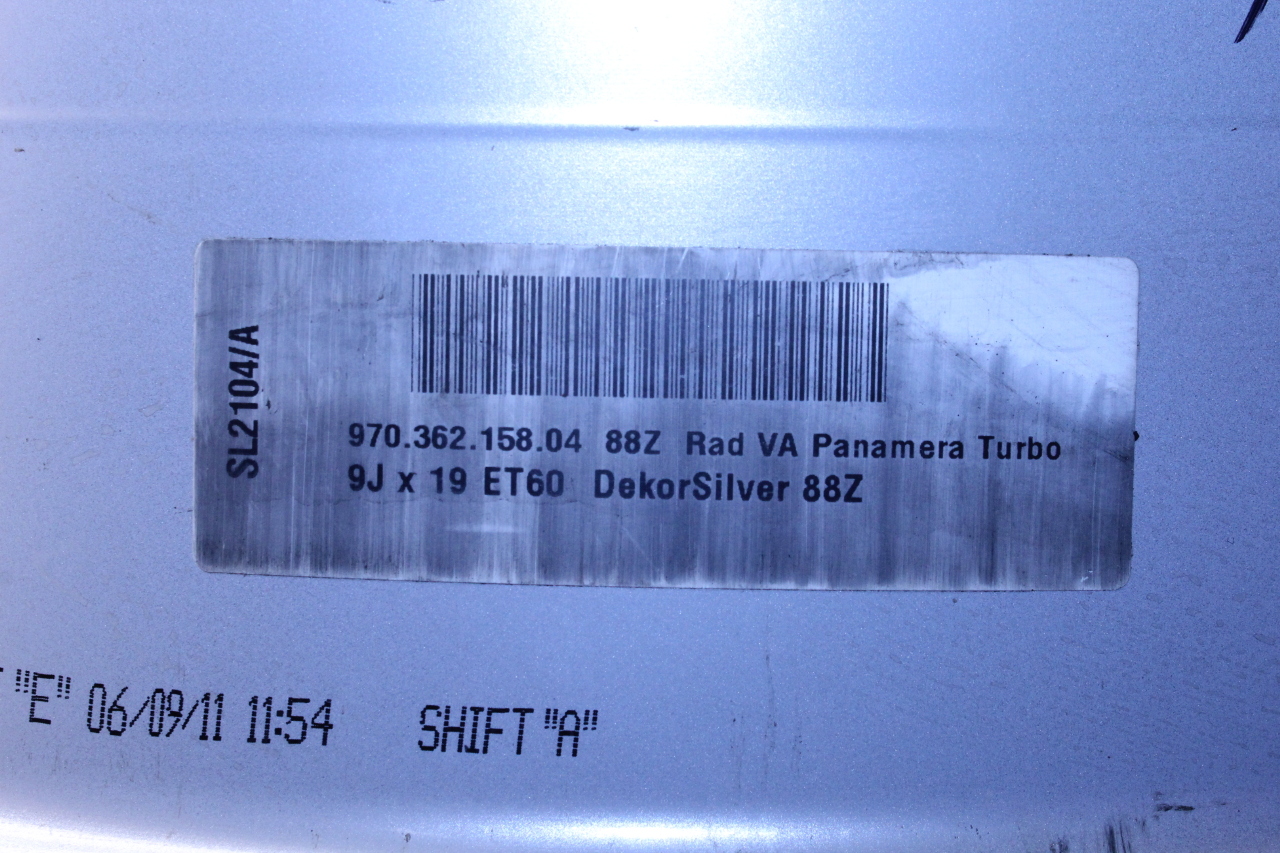 SL2104/A
970.362.158.04 88Z Rad VA Panamera Turbo
9J x 19 ET60 DekorSilver 88Z
"E" 06/09/11 11:54 SHIFT "A"